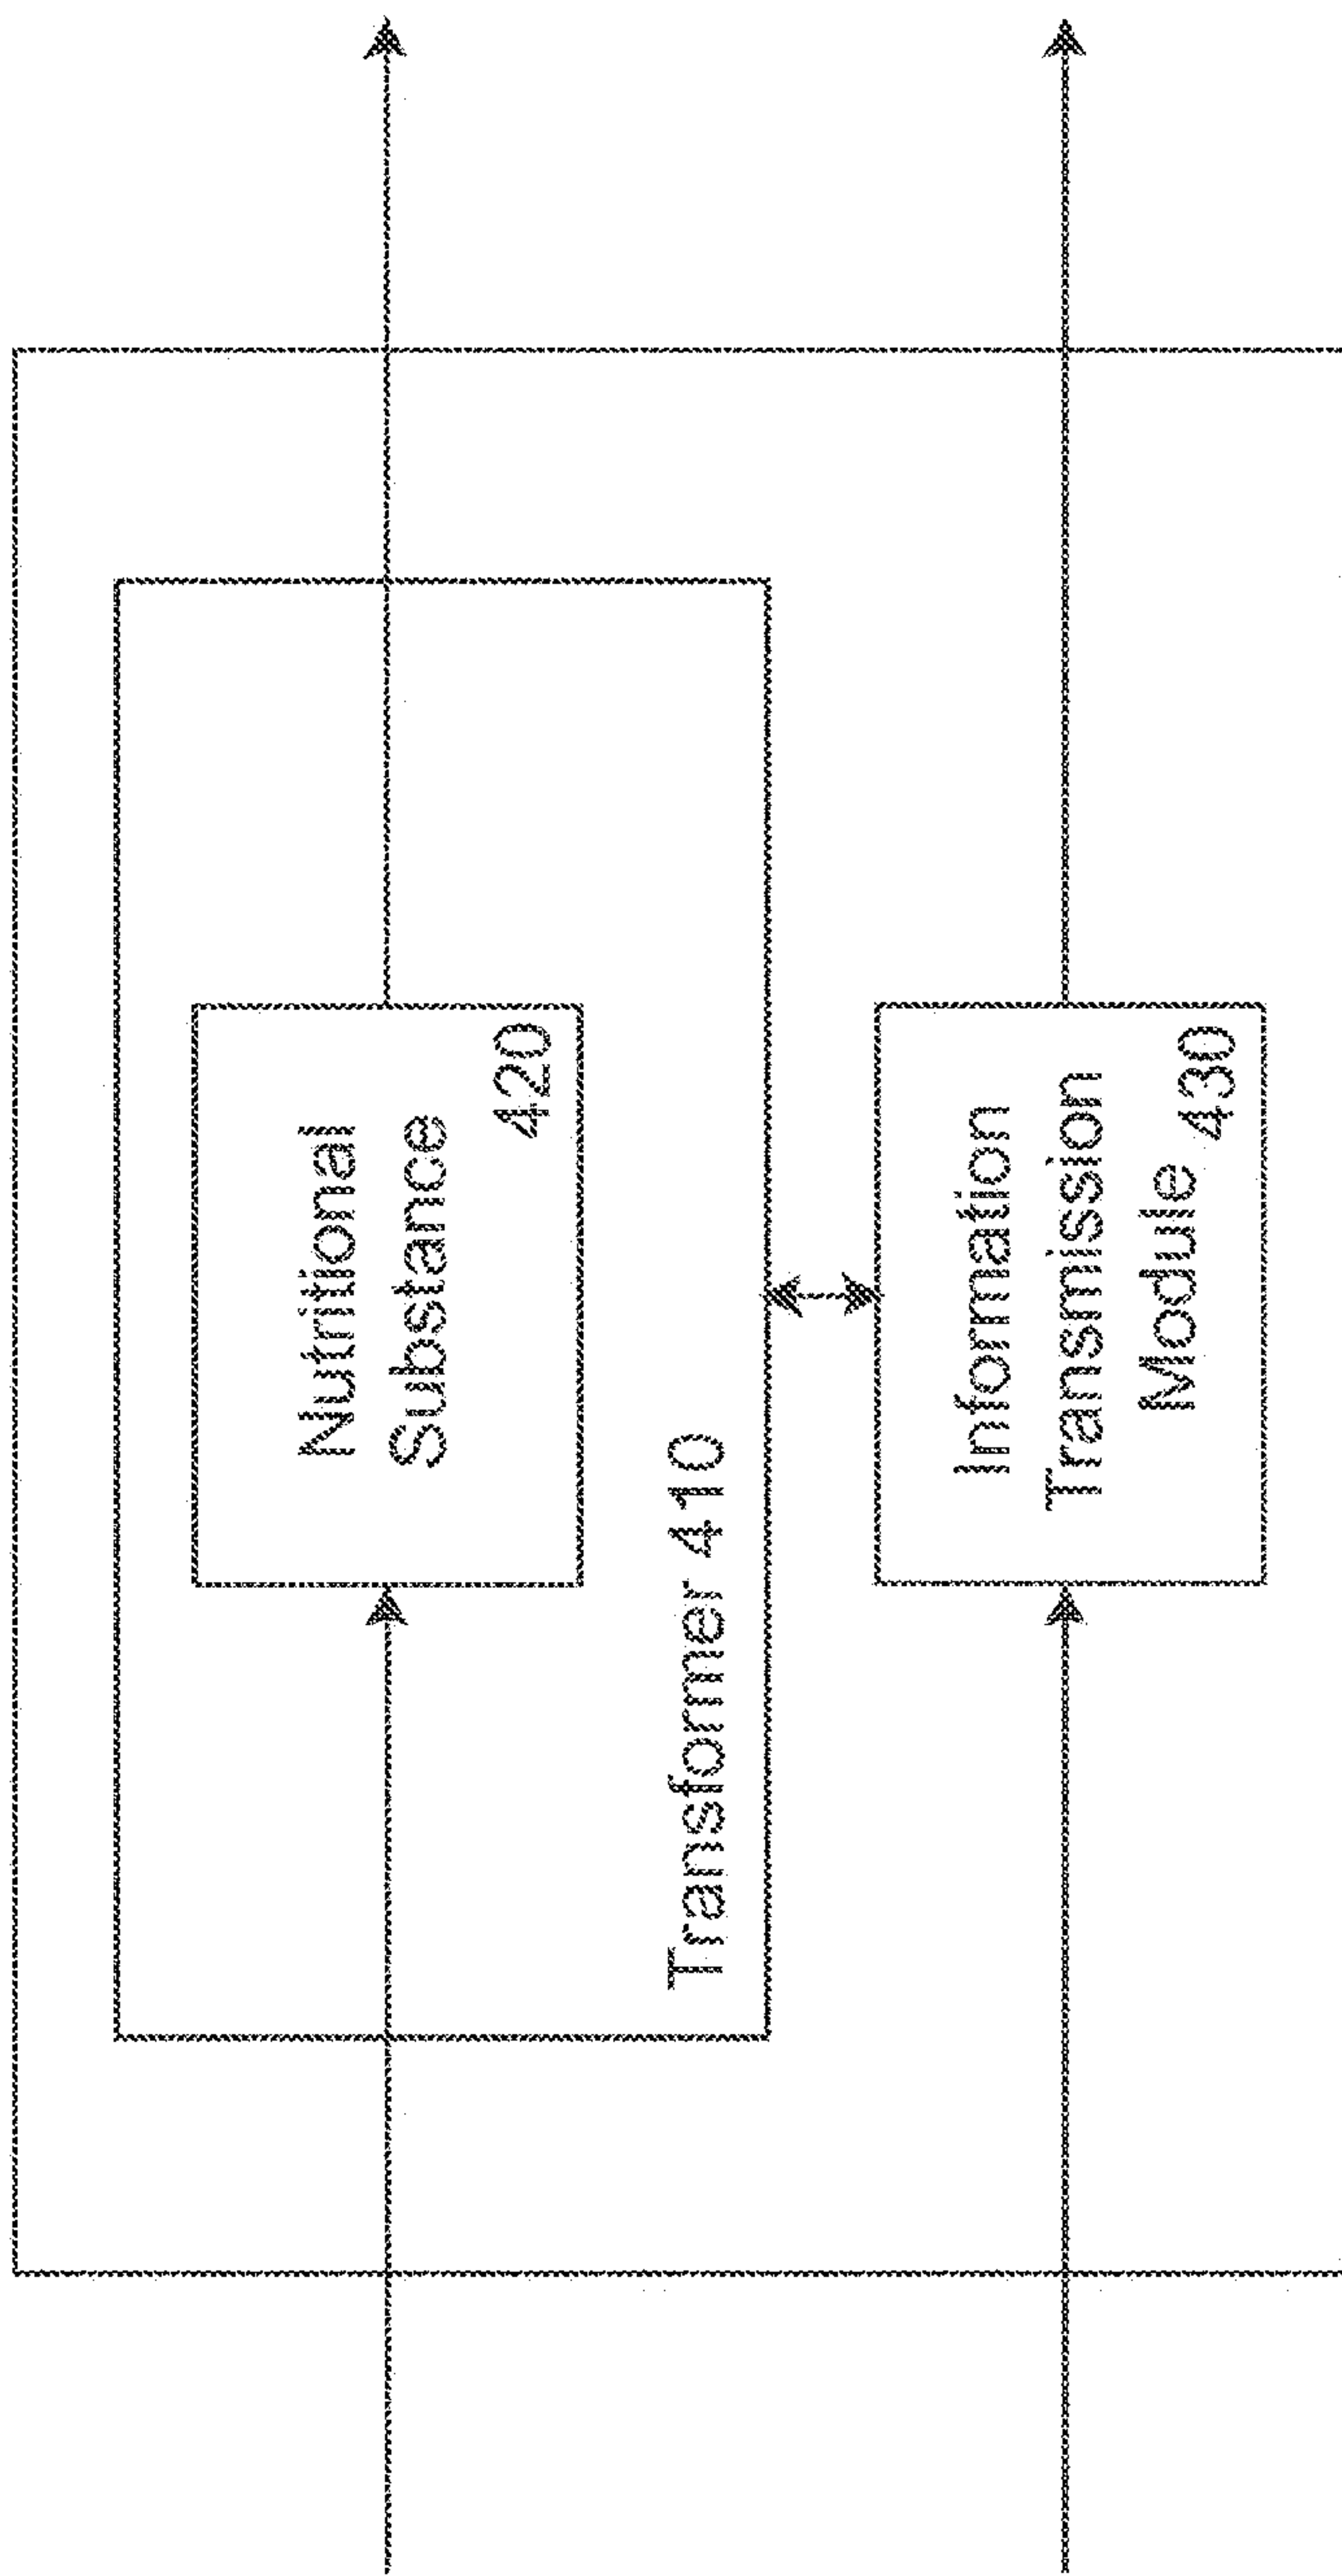 Nutritional
Substance
420
Transformer 410
Information
Transmission
Module 430